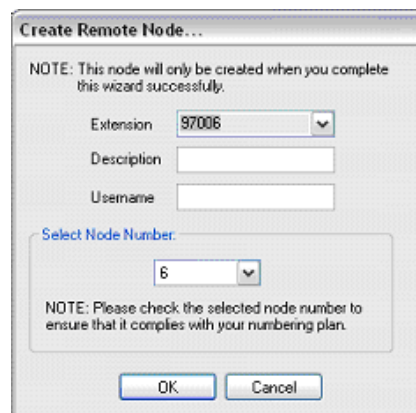 Create Remote Node...
NOTE: This node will only be created when you complete
this wizard successfully.
Extension 97006
Description
Username
Select Node Number:
6
NOTE: Please check the selected node number to
ensure that it complies with your numbering plan.
OK Cancel